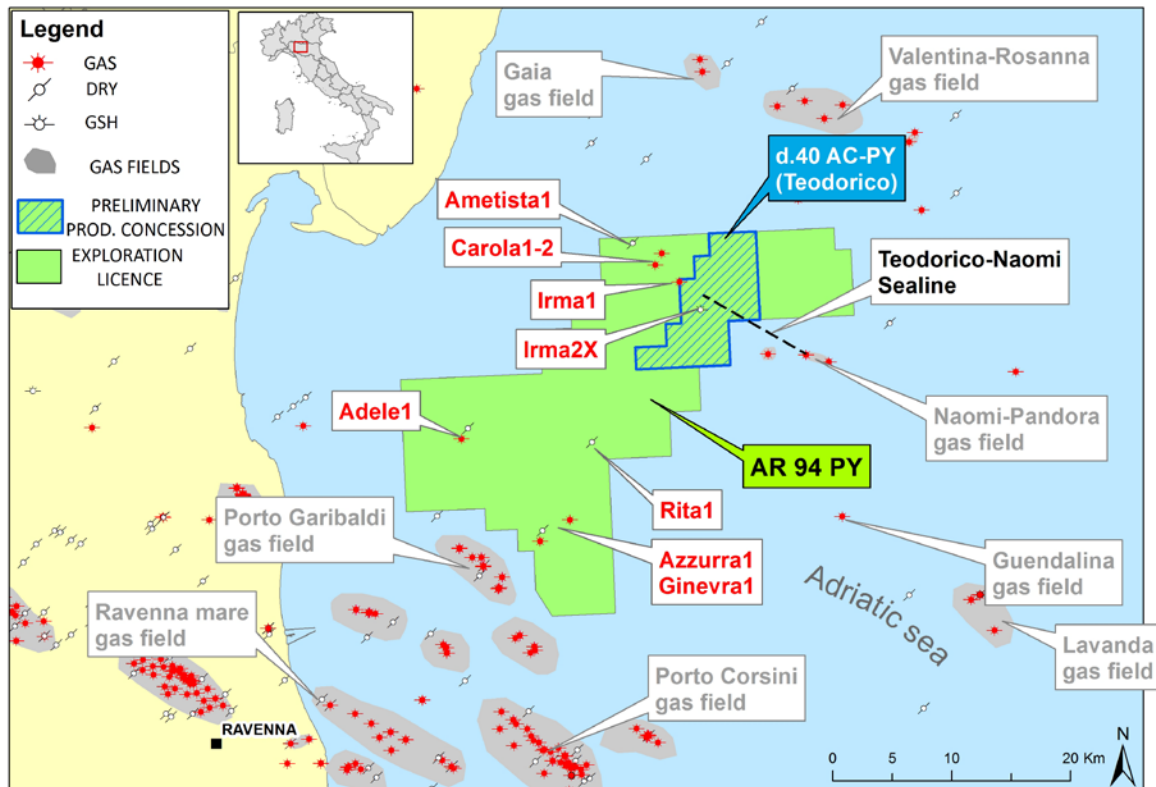 Legend
GAS
DRY
GSH
GAS FIELDS
PRELIMINARY
PROD. CONCESSION
EXPLORATION
LICENCE
Gaia
gas field
Valentina-Rosanna
gas field
d.40 AC-PY
(Teodorico)
Ametista1
Carola1-2
Irma1
Irma2X
Teodorico-Naomi
Sealine
Adele1
Naomi-Pandora
gas field
AR 94 PY
Rita1
Porto Garibaldi
gas field
Azzurra1
Ginevra1
Guendalina
gas field
Adriatic sea
Ravenna mare
gas field
Lavanda
gas field
Porto Corsini
gas field
RAVENNA
N
0 5 10 20 Km